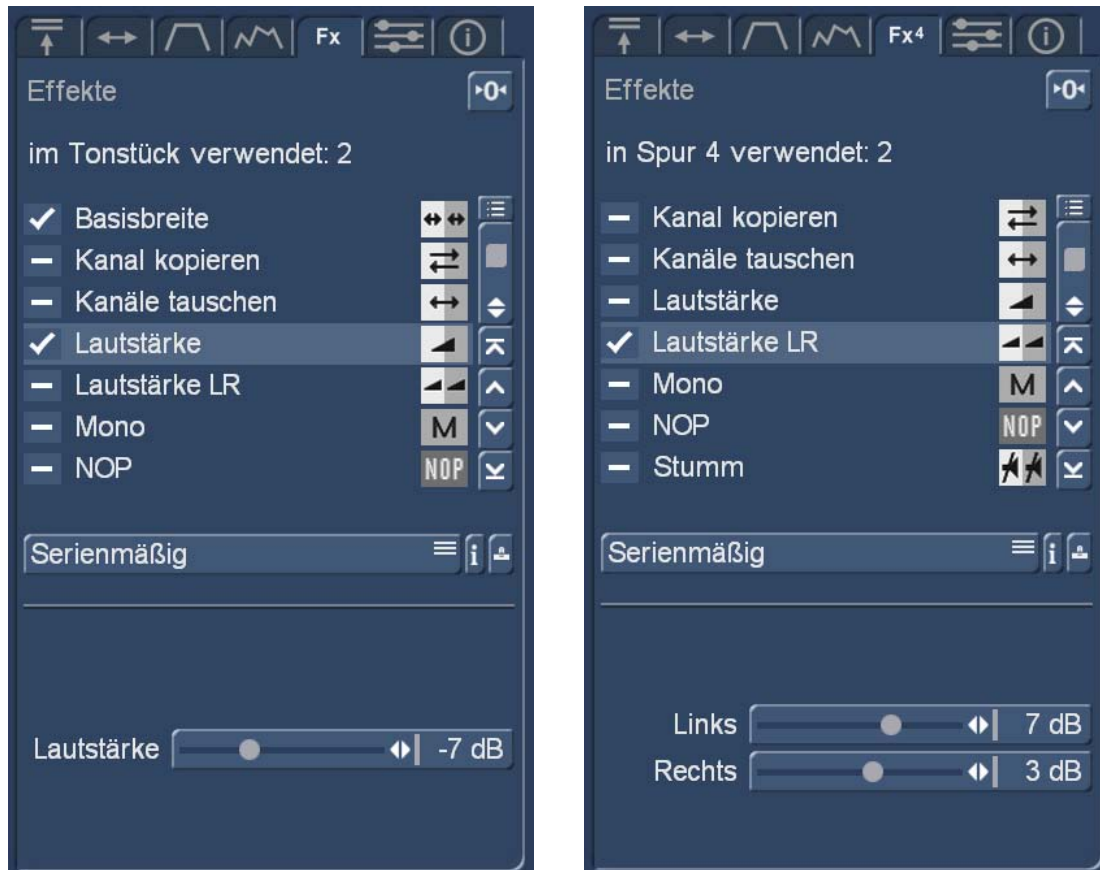 Fx
Effekte
▸0◂
im Tonstück verwendet: 2
Basisbreite
Kanal kopieren
Kanäle tauschen
Lautstärke
Lautstärke LR
Mono M
NOP NOP
Serienmäßig i
Lautstärke -7 dB
Fx⁴
Effekte
▸0◂
in Spur 4 verwendet: 2
Kanal kopieren
Kanäle tauschen
Lautstärke
Lautstärke LR
Mono M
NOP NOP
Stumm
Serienmäßig i
Links 7 dB
Rechts 3 dB